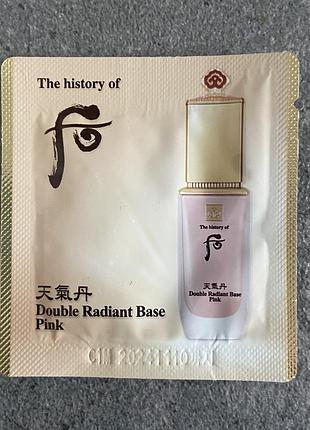 The history of
后
天氣丹
Double Radiant Base
Pink
The history of
后
天氣丹
Double Radiant Base
Pink